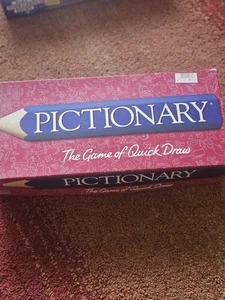 PICTIONARY®
The Game of Quick Draw
PICTIONARY
The Game of Quick Draw